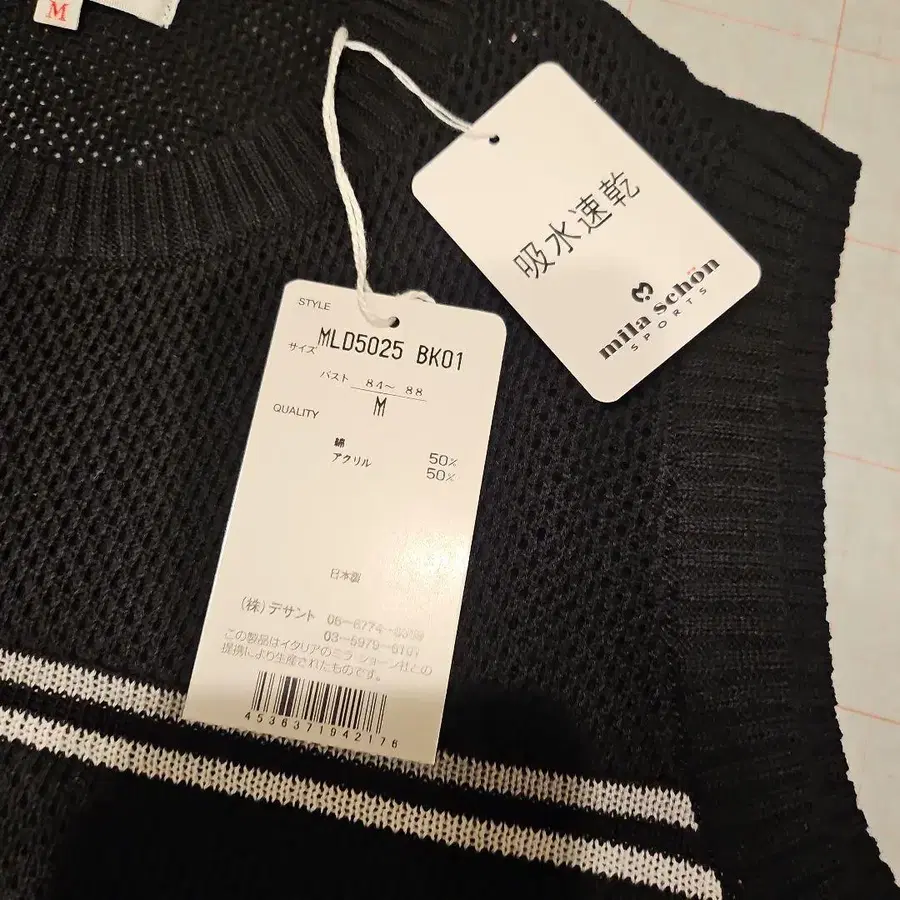 M
吸水速乾
mila schön
SPORTS
STYLE
MLD5025 BK01
サイズ
バスト 84〜 88
M
QUALITY
綿 50%
アクリル 50%
日本製
(株)デサント 06-6774-
03-5979-
この製品はイタリアのミラ ショーン社との
提携により生産されたものです。
4536371942176